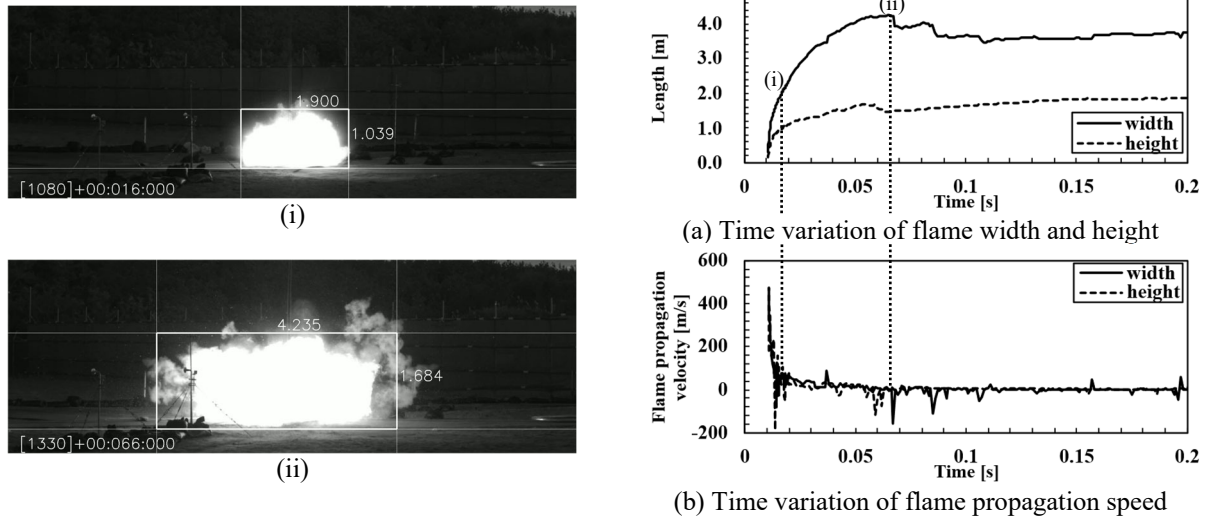 1.900
1.039
[1080]+00:016:000
(i)
4.235
1.684
[1330]+00:066:000
(ii)
(ii)
4.0
(i)
3.0
2.0
1.0
0.0
Length [m]
width
height
0
0.05
0.1
0.15
0.2
Time [s]
(a) Time variation of flame width and height
600
400
200
0
-200
Flame propagation
velocity [m/s]
width
height
0
0.05
0.1
0.15
0.2
Time [s]
(b) Time variation of flame propagation speed